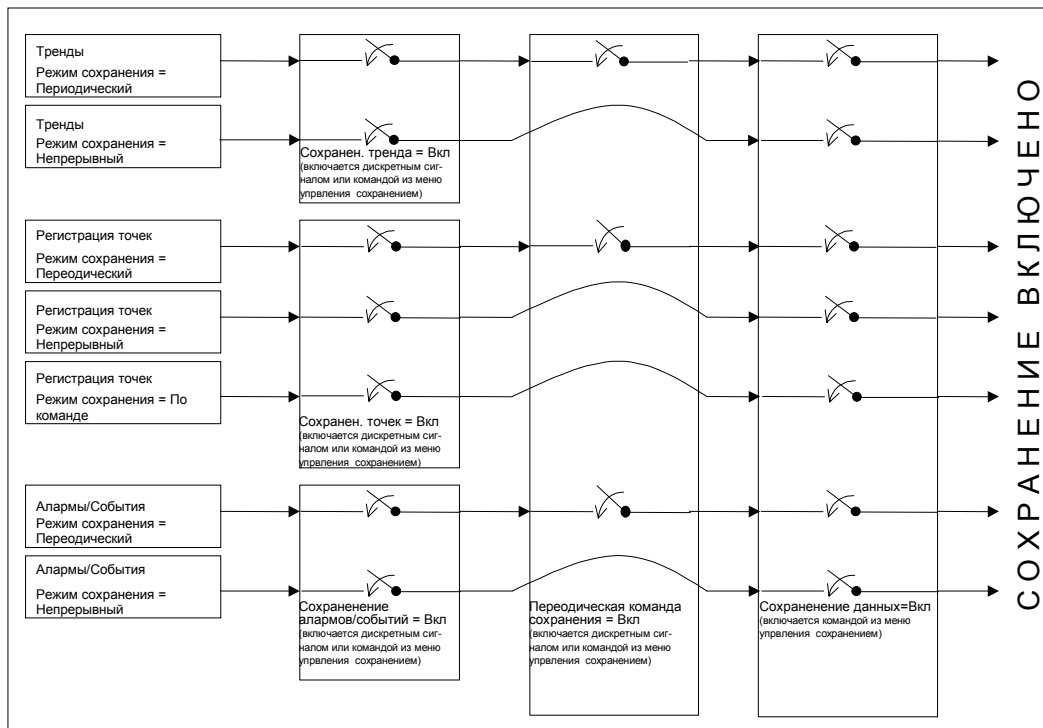 Тренды
Режим сохранения =
Периодический
Тренды
Режим сохранения =
Непрерывный
Сохранен. тренда = Вкл
(включается дискретным сиг-
налом или командой из меню
упрвления сохранением)
Регистрация точек
Режим сохранения =
Переодический
Регистрация точек
Режим сохранения =
Непрерывный
Регистрация точек
Режим сохранения = По
команде
Сохранен. точек = Вкл
(включается дискретным сиг-
налом или командой из меню
упрвления сохранением)
Алармы/События
Режим сохранения =
Переодический
Алармы/События
Режим сохранения =
Непрерывный
Сохраненение
алармов/событий = Вкл
(включается дискретным сиг-
налом или командой из меню
упрвления сохранением)
Переодическая команда
сохранения = Вкл
(включается дискретным сиг-
налом или командой из меню
упрвления сохранением)
Сохраненение данных=Вкл
(включается командой из меню
упрвления сохранением)
СОХРАНЕНИЕ ВКЛЮЧЕНО